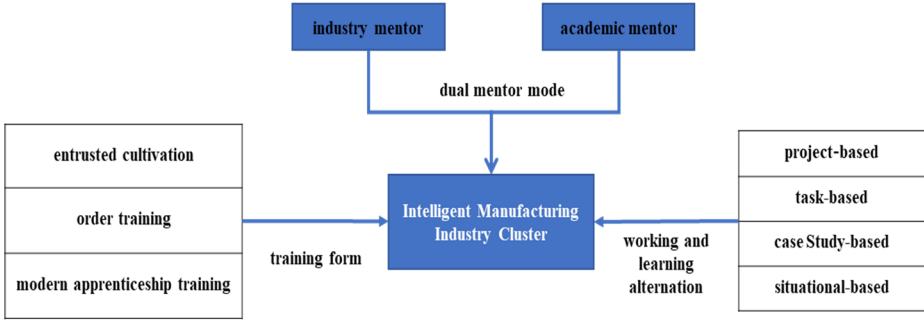 industry mentor
academic mentor
dual mentor mode
entrusted cultivation
order training
modern apprenticeship training
training form
Intelligent Manufacturing
Industry Cluster
working and
learning
alternation
project-based
task-based
case Study-based
situational-based